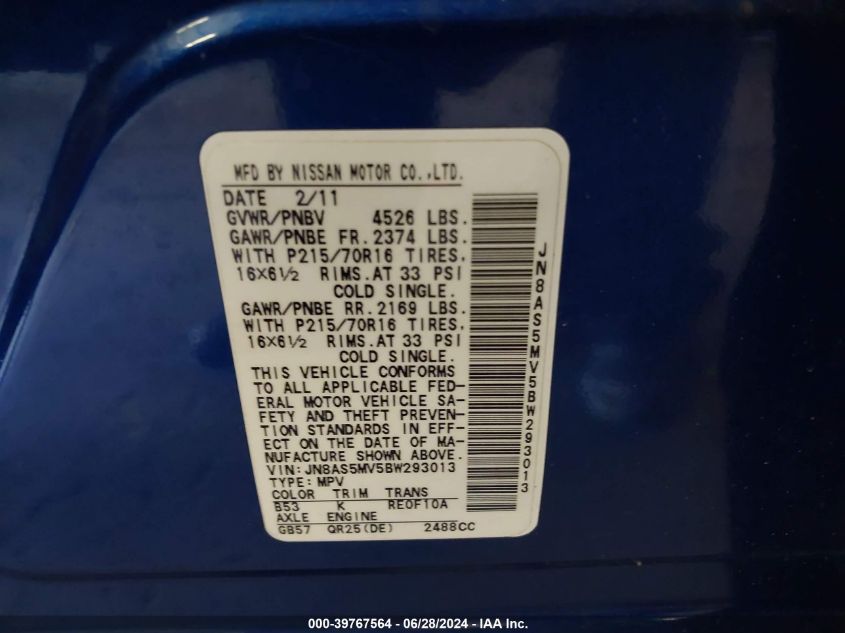 MFD BY NISSAN MOTOR CO.,LTD.
DATE 2/11
GVWR/PNBV 4526 LBS.
GAWR/PNBE FR. 2374 LBS.
WITH P215/70R16 TIRES.
16X6½ RIMS.AT 33 PSI
COLD SINGLE.
GAWR/PNBE RR. 2169 LBS.
WITH P215/70R16 TIRES.
16X6½ RIMS.AT 33 PSI
COLD SINGLE.
THIS VEHICLE CONFORMS
TO ALL APPLICABLE FED-
ERAL MOTOR VEHICLE SA-
FETY AND THEFT PREVEN-
TION STANDARDS IN EFF-
ECT ON THE DATE OF MA-
NUFACTURE SHOWN ABOVE.
VIN: JN8AS5MV5BW293013
TYPE: MPV
COLOR TRIM TRANS
B53 K RE0F10A
AXLE ENGINE
GB57 QR25(DE) 2488CC
JN8AS5MV5BW293013
000-39767564 / 06/28/2024 - IAA Inc.